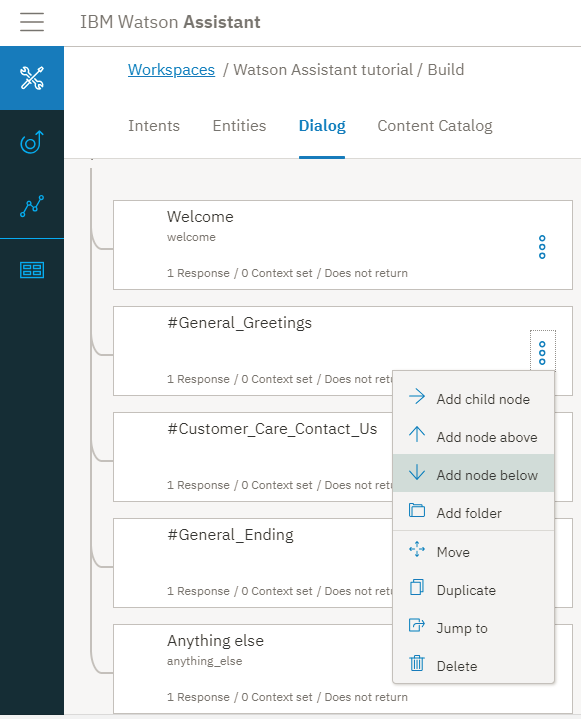 IBM Watson Assistant
Workspaces / Watson Assistant tutorial / Build
Intents Entities Dialog Content Catalog
Welcome
welcome
1 Response / 0 Context set / Does not return
#General_Greetings
1 Response / 0 Context set / Does not retu
#Customer_Care_Contact_Us
1 Response / 0 Context set / Does not retu
#General_Ending
1 Response / 0 Context set / Does not retu
Anything else
anything_else
1 Response / 0 Context set / Does not return
Add child node
Add node above
Add node below
Add folder
Move
Duplicate
Jump to
Delete